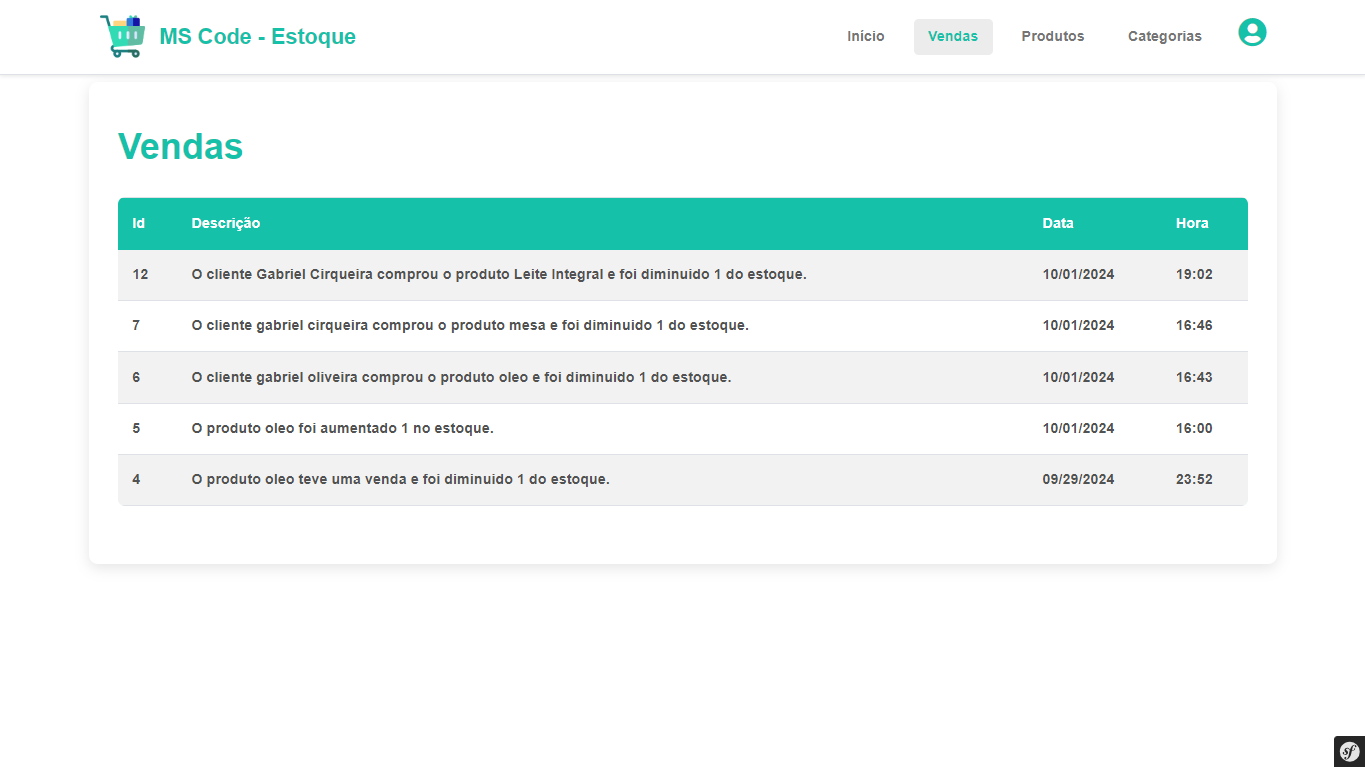 MS Code - Estoque
Início Vendas Produtos Categorias
Vendas
Id Descrição Data Hora
12 O cliente Gabriel Cirqueira comprou o produto Leite Integral e foi diminuido 1 do estoque. 10/01/2024 19:02
7 O cliente gabriel cirqueira comprou o produto mesa e foi diminuido 1 do estoque. 10/01/2024 16:46
6 O cliente gabriel oliveira comprou o produto oleo e foi diminuido 1 do estoque. 10/01/2024 16:43
5 O produto oleo foi aumentado 1 no estoque. 10/01/2024 16:00
4 O produto oleo teve uma venda e foi diminuido 1 do estoque. 09/29/2024 23:52
sf